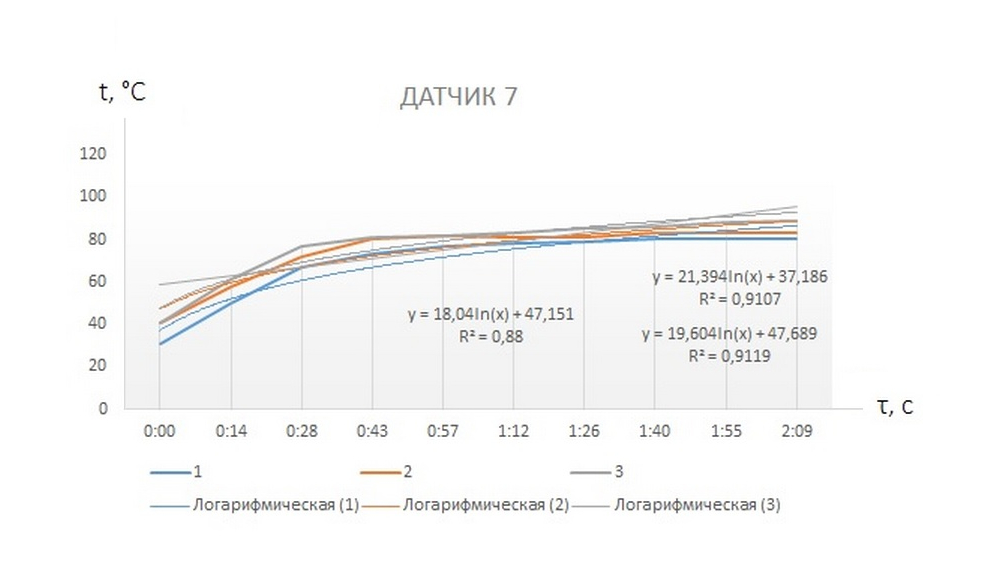 t, °C
ДАТЧИК 7
120
100
80
60
40
20
0
y = 21,394ln(x) + 37,186
R² = 0,9107
y = 18,04ln(x) + 47,151
R² = 0,88
y = 19,604ln(x) + 47,689
R² = 0,9119
τ, с
0:00 0:14 0:28 0:43 0:57 1:12 1:26 1:40 1:55 2:09
1 2 3
Логарифмическая (1) Логарифмическая (2) Логарифмическая (3)